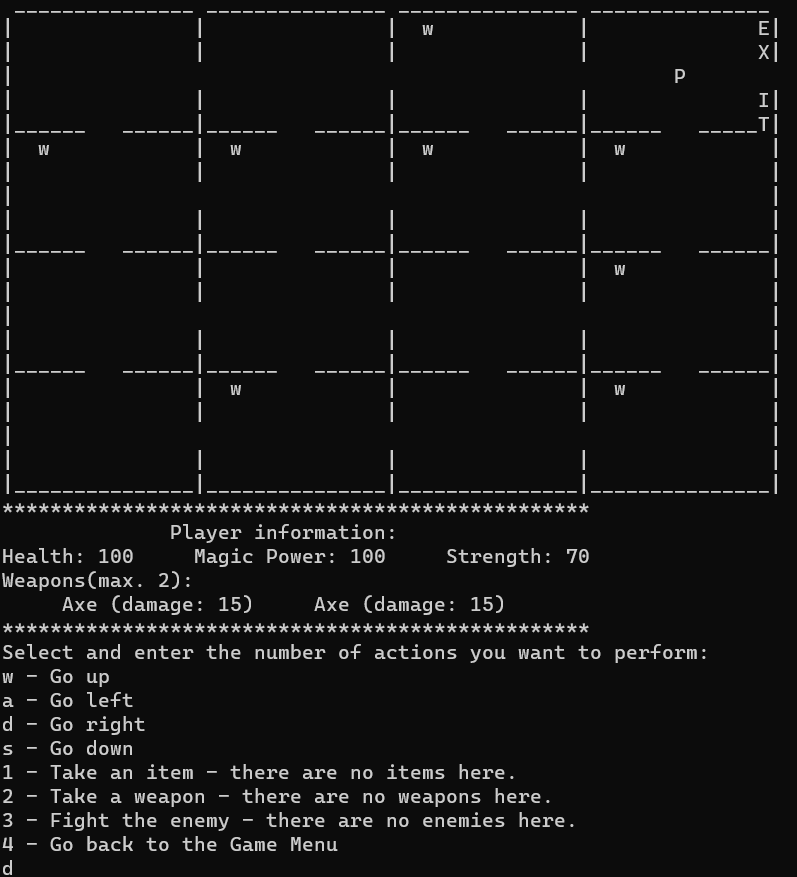 w E
X
P
I
T
w w w w
w
w w
**************************************************
Player information:
Health: 100 Magic Power: 100 Strength: 70
Weapons(max. 2):
Axe (damage: 15) Axe (damage: 15)
**************************************************
Select and enter the number of actions you want to perform:
w - Go up
a - Go left
d - Go right
s - Go down
1 - Take an item - there are no items here.
2 - Take a weapon - there are no weapons here.
3 - Fight the enemy - there are no enemies here.
4 - Go back to the Game Menu
d